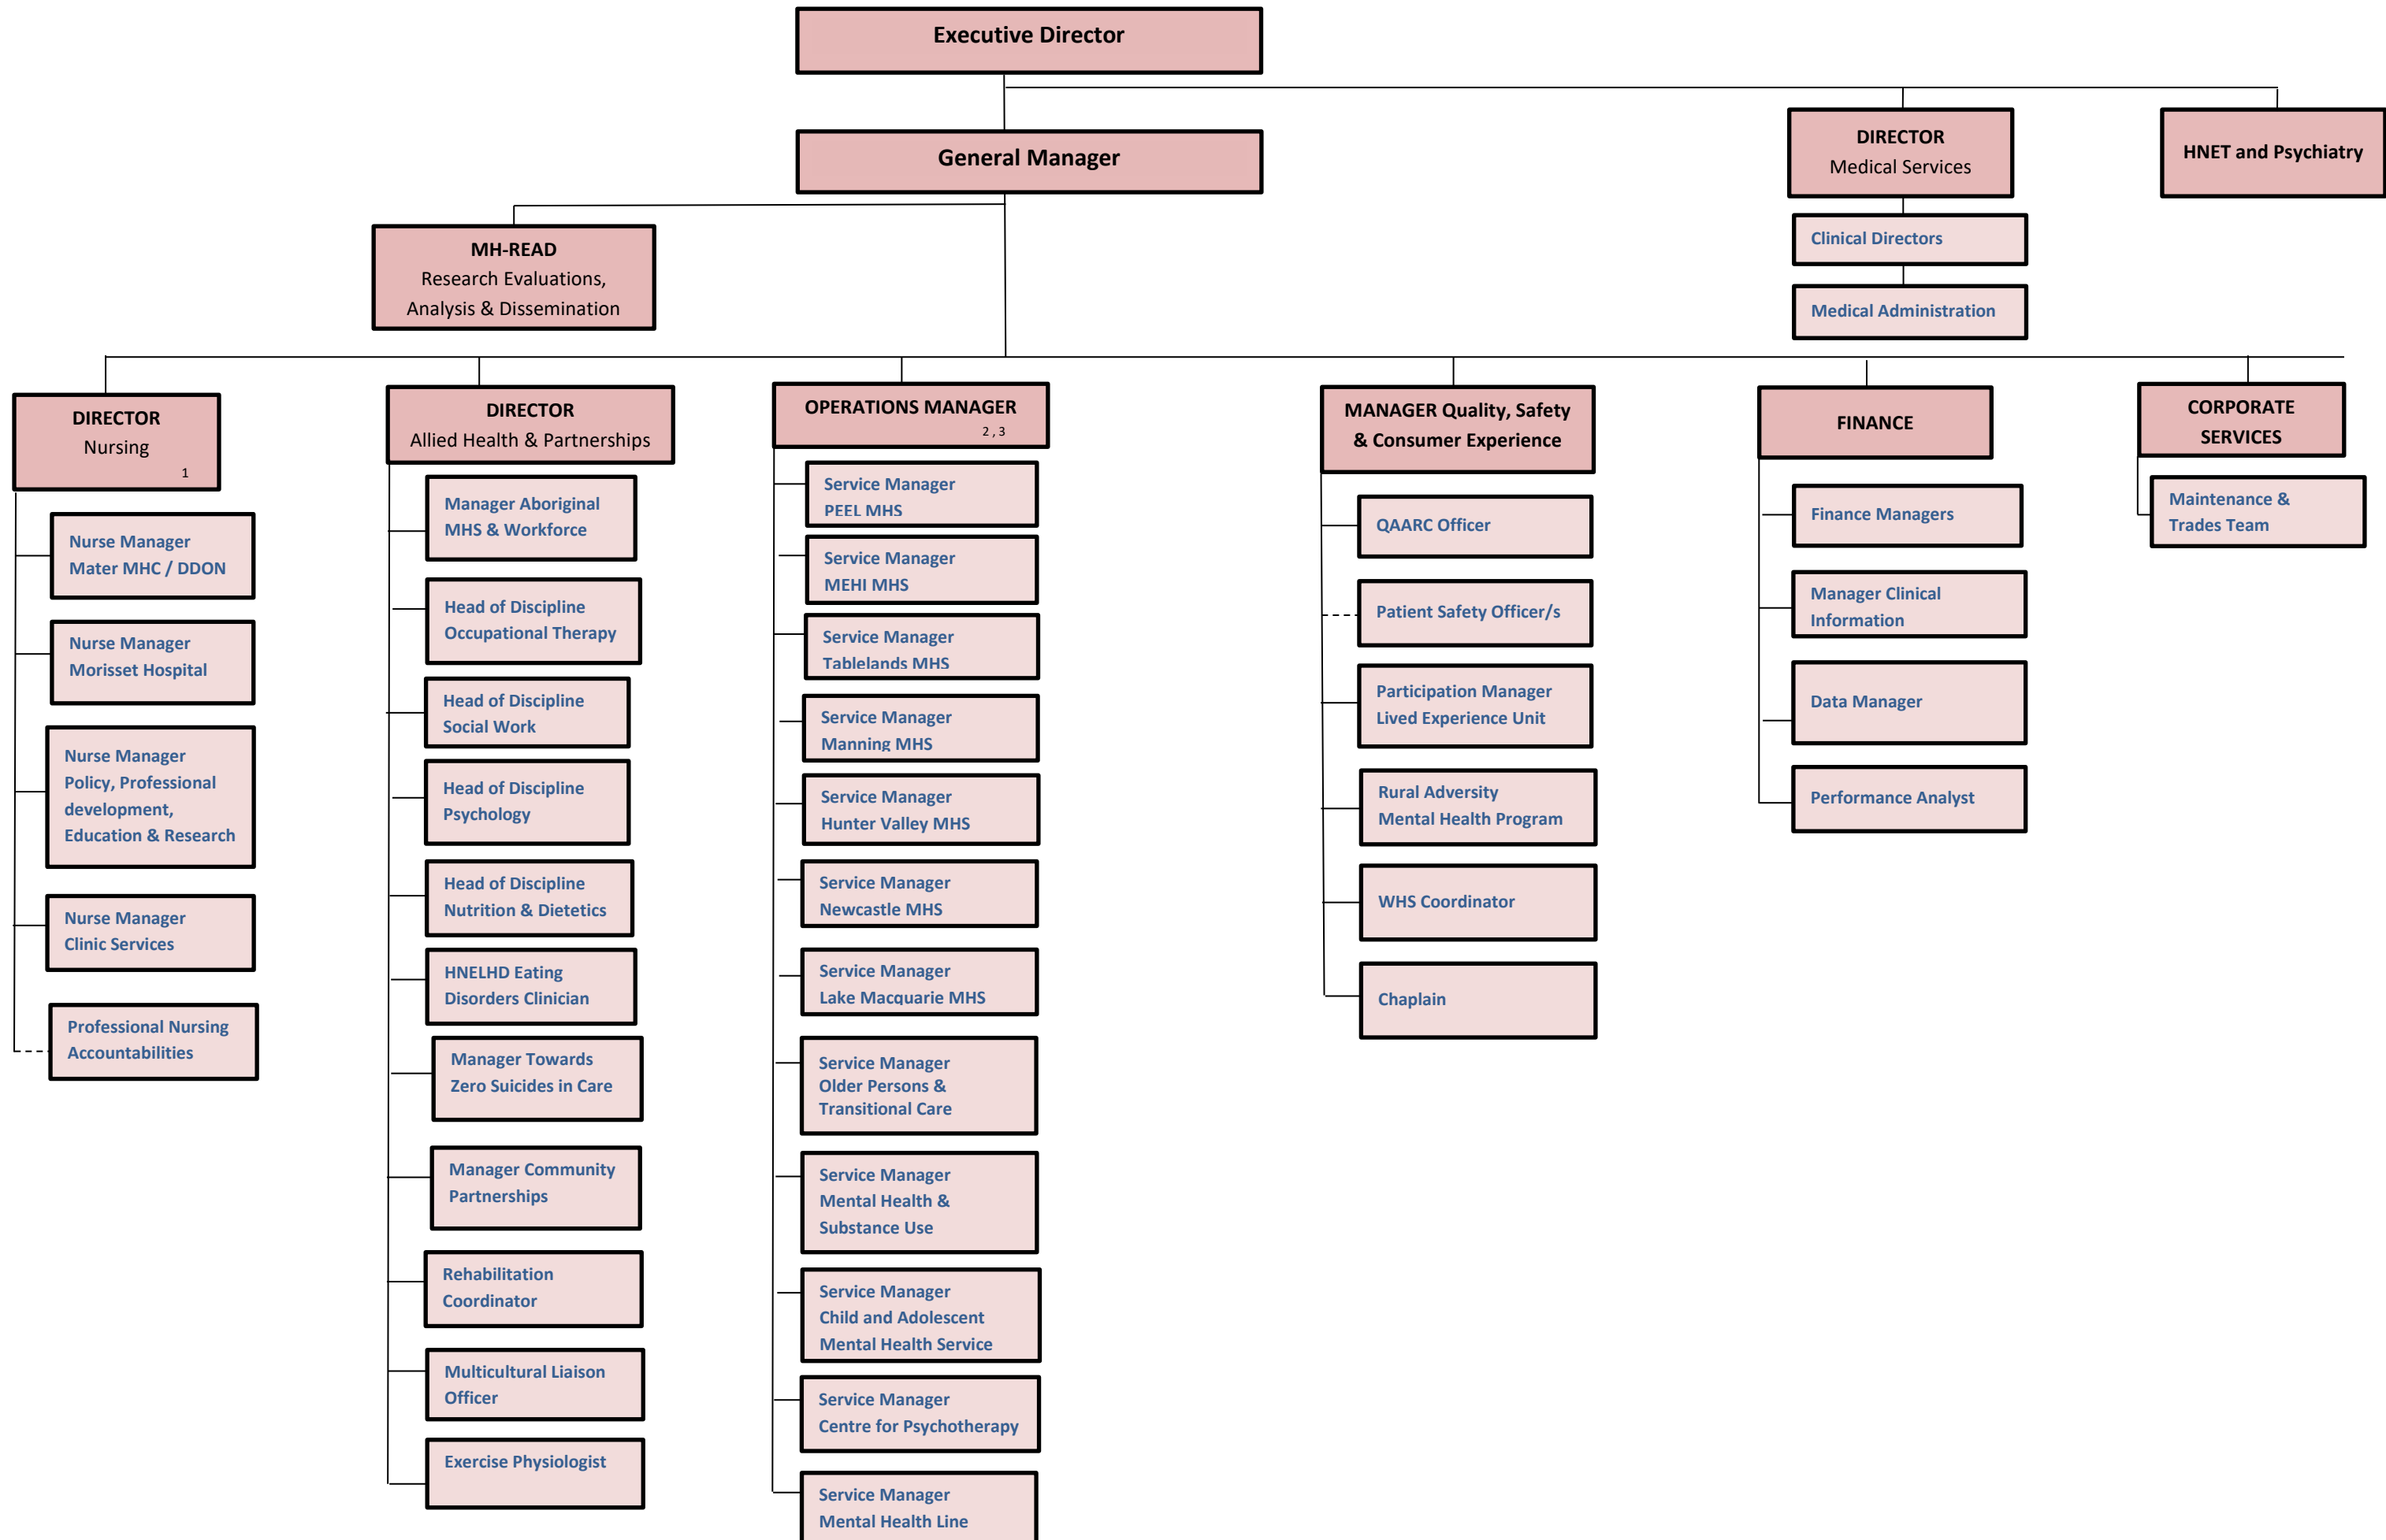 Executive Director
General Manager
DIRECTOR
Medical Services
HNET and Psychiatry
Clinical Directors
Medical Administration
MH-READ
Research Evaluations,
Analysis & Dissemination
DIRECTOR
Nursing
1
Nurse Manager
Mater MHC / DDON
Nurse Manager
Morisset Hospital
Nurse Manager
Policy, Professional
development,
Education & Research
Nurse Manager
Clinic Services
Professional Nursing
Accountabilities
DIRECTOR
Allied Health & Partnerships
Manager Aboriginal
MHS & Workforce
Head of Discipline
Occupational Therapy
Head of Discipline
Social Work
Head of Discipline
Psychology
Head of Discipline
Nutrition & Dietetics
HNELHD Eating
Disorders Clinician
Manager Towards
Zero Suicides in Care
Manager Community
Partnerships
Rehabilitation
Coordinator
Multicultural Liaison
Officer
Exercise Physiologist
OPERATIONS MANAGER
2 , 3
Service Manager
PEEL MHS
Service Manager
MEHI MHS
Service Manager
Tablelands MHS
Service Manager
Manning MHS
Service Manager
Hunter Valley MHS
Service Manager
Newcastle MHS
Service Manager
Lake Macquarie MHS
Service Manager
Older Persons &
Transitional Care
Service Manager
Mental Health &
Substance Use
Service Manager
Child and Adolescent
Mental Health Service
Service Manager
Centre for Psychotherapy
Service Manager
Mental Health Line
MANAGER Quality, Safety
& Consumer Experience
QAARC Officer
Patient Safety Officer/s
Participation Manager
Lived Experience Unit
Rural Adversity
Mental Health Program
WHS Coordinator
Chaplain
FINANCE
Finance Managers
Manager Clinical
Information
Data Manager
Performance Analyst
CORPORATE
SERVICES
Maintenance &
Trades Team